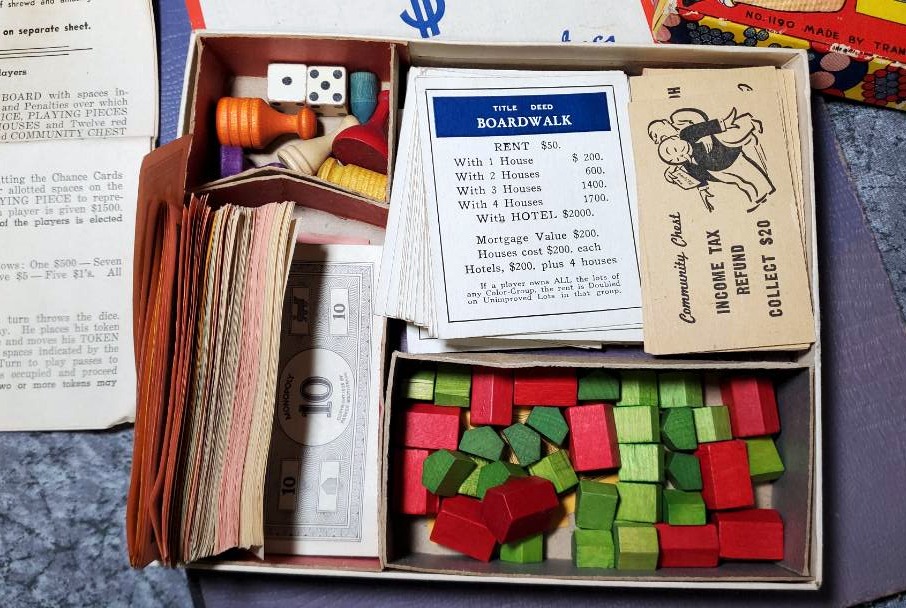 of shrewd and
on separate sheet.
layers
BOARD with spaces in-
and Penalties over which
ICE, PLAYING PIECES
HOUSES and Twelve red
d COMMUNITY CHEST
tting the Chance Cards
allotted spaces on the
YING PIECE to repre-
player is given $1500.
of the players is elected
ows: One $500 — Seven
ve $5 — Five $1's. All
turn throws the dice.
y. He places his token
e and moves his TOKEN
spaces indicated by the
Turn to play passes to
s occupied and proceed
wo or more tokens may
$
NO. 1190 MADE BY TRAN
TITLE DEED
BOARDWALK
RENT $50.
With 1 House $ 200.
With 2 Houses 600.
With 3 Houses 1400.
With 4 Houses 1700.
With HOTEL $2000.
Mortgage Value $200.
Houses cost $200. each
Hotels, $200. plus 4 houses
If a player owns ALL the lots of
any Color-Group, the rent is Doubled
on Unimproved Lots in that group.
Community Chest
INCOME TAX
REFUND
COLLECT $20
10
MONOPOLY
10
10